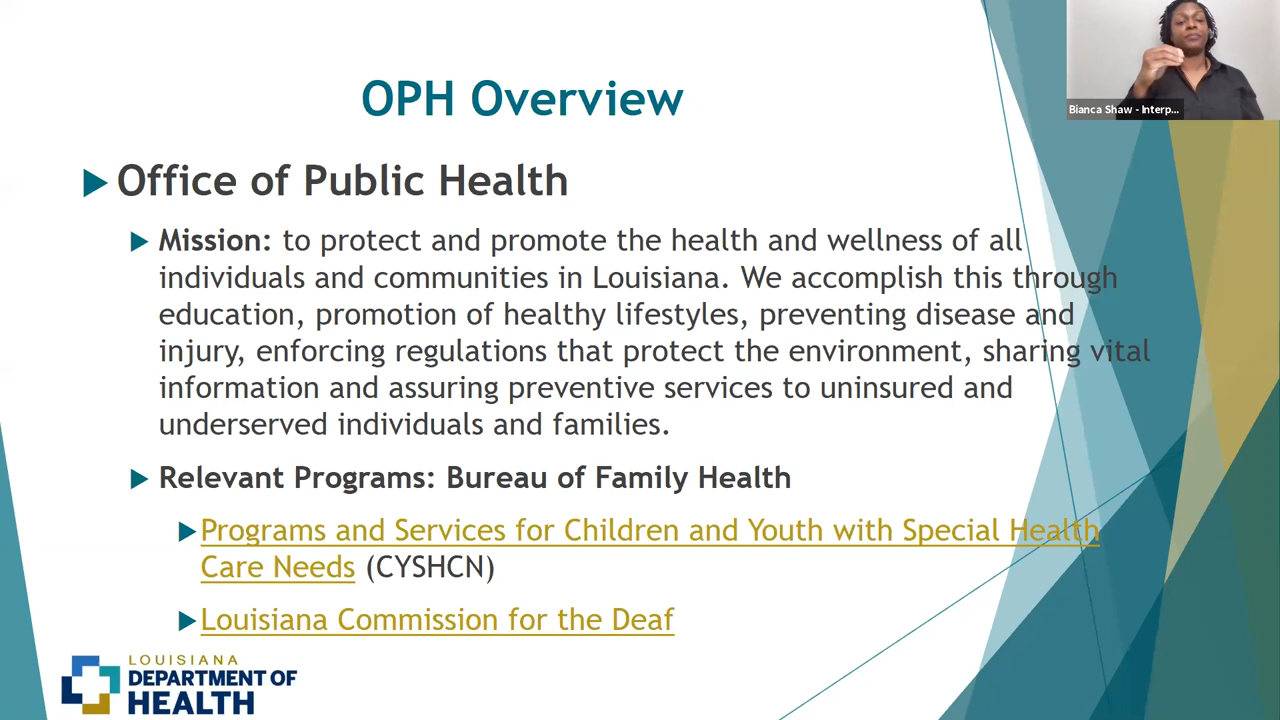 Bianca Shaw - Interp...
OPH Overview
Office of Public Health
Mission: to protect and promote the health and wellness of all
individuals and communities in Louisiana. We accomplish this through
education, promotion of healthy lifestyles, preventing disease and
injury, enforcing regulations that protect the environment, sharing vital
information and assuring preventive services to uninsured and
underserved individuals and families.
Relevant Programs: Bureau of Family Health
Programs and Services for Children and Youth with Special Health
Care Needs (CYSHCN)
Louisiana Commission for the Deaf
LOUISIANA
DEPARTMENT OF
HEALTH